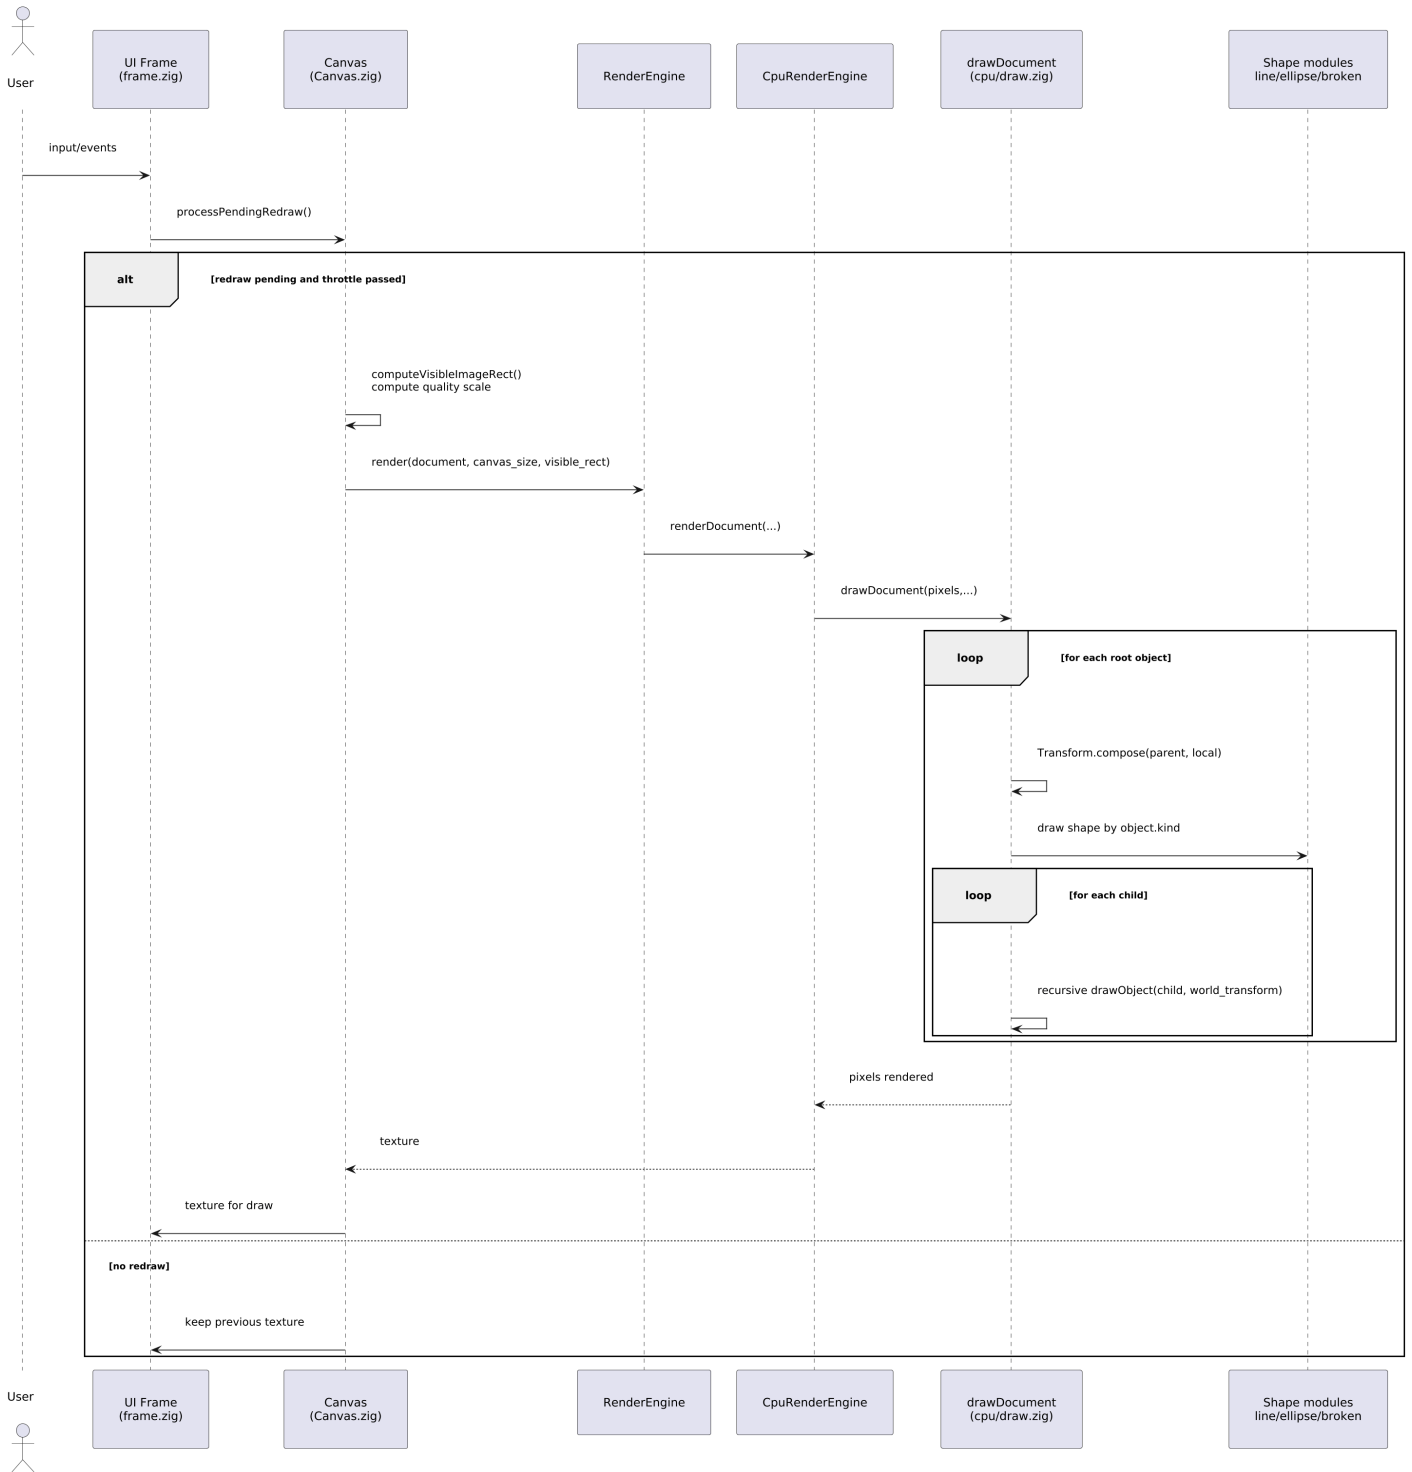 User
UI Frame
(frame.zig)
Canvas
(Canvas.zig)
RenderEngine
CpuRenderEngine
drawDocument
(cpu/draw.zig)
Shape modules
line/ellipse/broken
input/events
processPendingRedraw()
alt
[redraw pending and throttle passed]
computeVisibleImageRect()
compute quality scale
render(document, canvas_size, visible_rect)
renderDocument(...)
drawDocument(pixels,...)
loop
[for each root object]
Transform.compose(parent, local)
draw shape by object.kind
loop
[for each child]
recursive drawObject(child, world_transform)
pixels rendered
texture
texture for draw
[no redraw]
keep previous texture
User
UI Frame
(frame.zig)
Canvas
(Canvas.zig)
RenderEngine
CpuRenderEngine
drawDocument
(cpu/draw.zig)
Shape modules
line/ellipse/broken